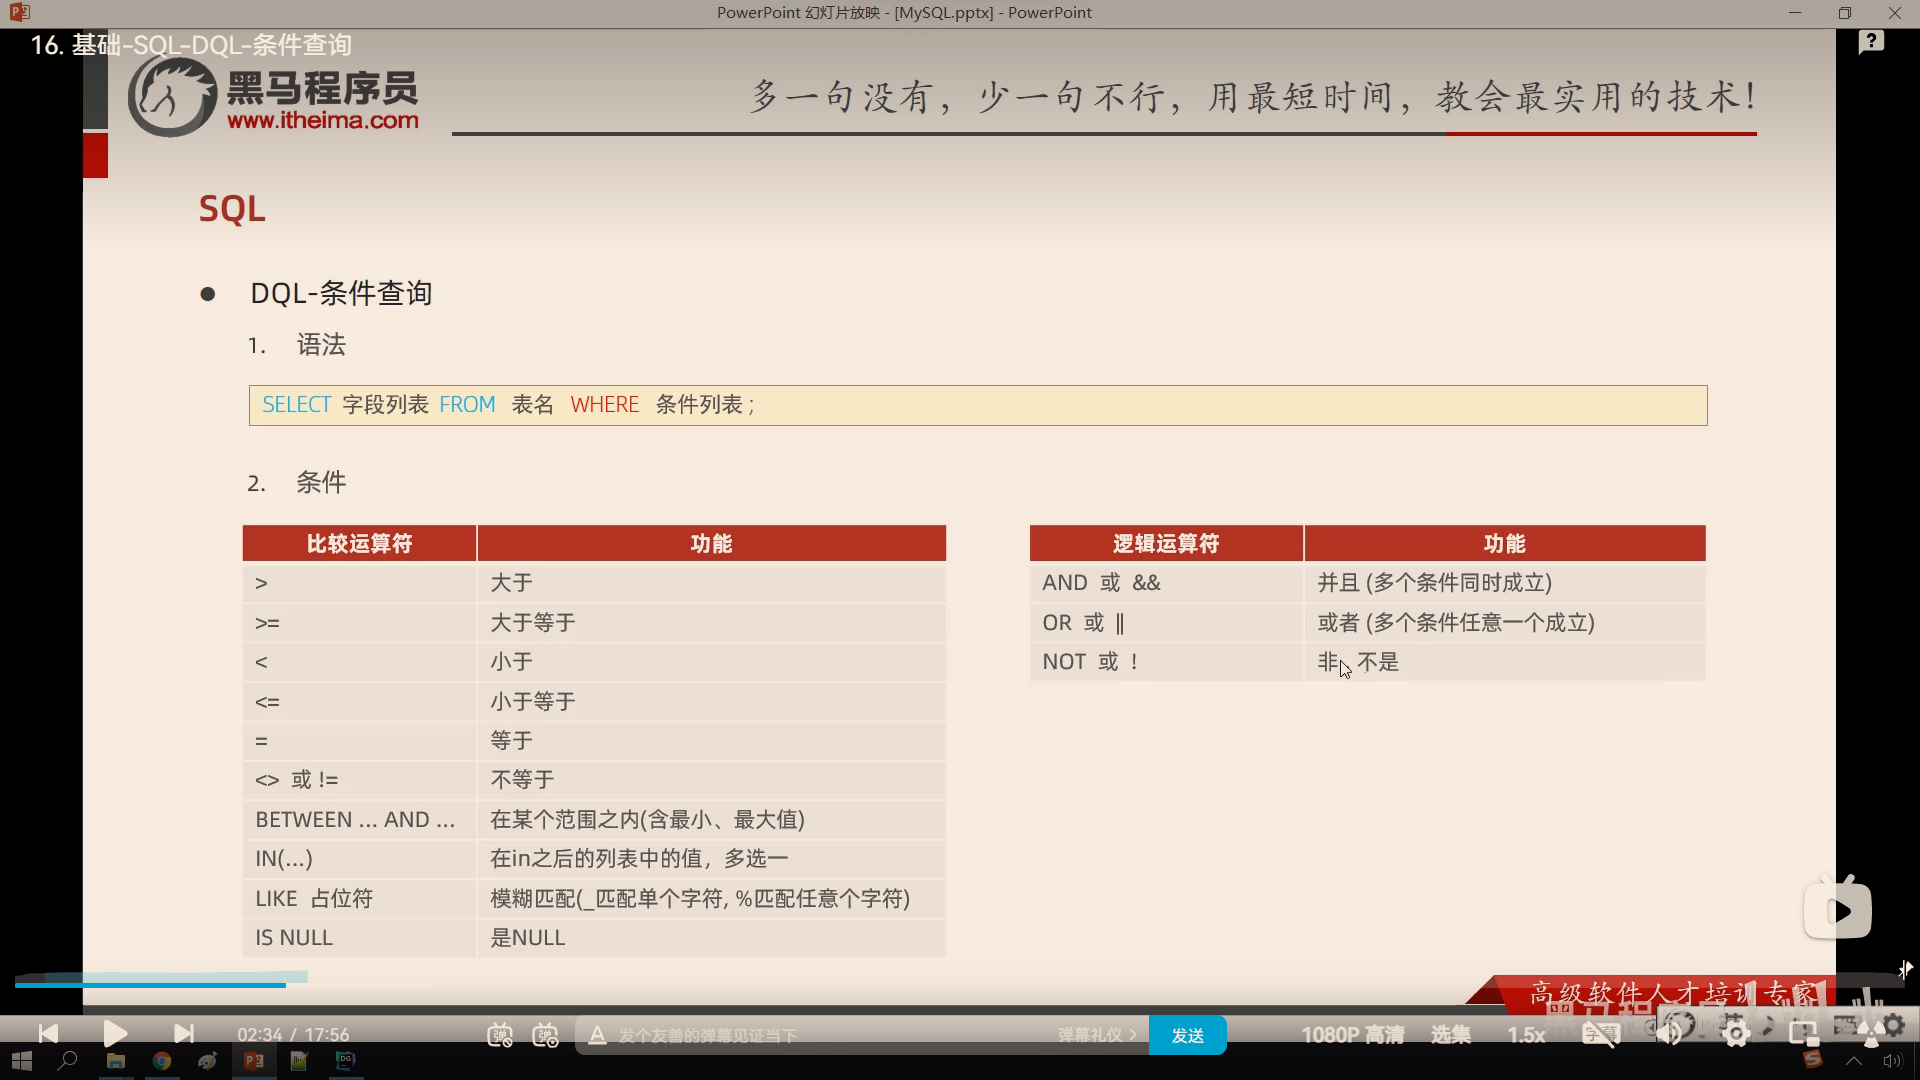 PowerPoint 幻灯片放映 - [MySQL.pptx] - PowerPoint
16. 基础-SQL-DQL-条件查询
黑马程序员
www.itheima.com
多一句没有，少一句不行，用最短时间，教会最实用的技术！
SQL
DQL-条件查询
1. 语法
SELECT 字段列表 FROM 表名 WHERE 条件列表 ;
2. 条件
比较运算符 功能
> 大于
>= 大于等于
< 小于
<= 小于等于
= 等于
<> 或 != 不等于
BETWEEN ... AND ... 在某个范围之内(含最小、最大值)
IN(...) 在in之后的列表中的值，多选一
LIKE 占位符 模糊匹配(_匹配单个字符, %匹配任意个字符)
IS NULL 是NULL
逻辑运算符 功能
AND 或 && 并且 (多个条件同时成立)
OR 或 || 或者 (多个条件任意一个成立)
NOT 或 ! 非，不是
高级软件人才培训专家
02:34 / 17:56
发个友善的弹幕见证当下
弹幕礼仪 >
发送
1080P 高清
选集
1.5x
字幕